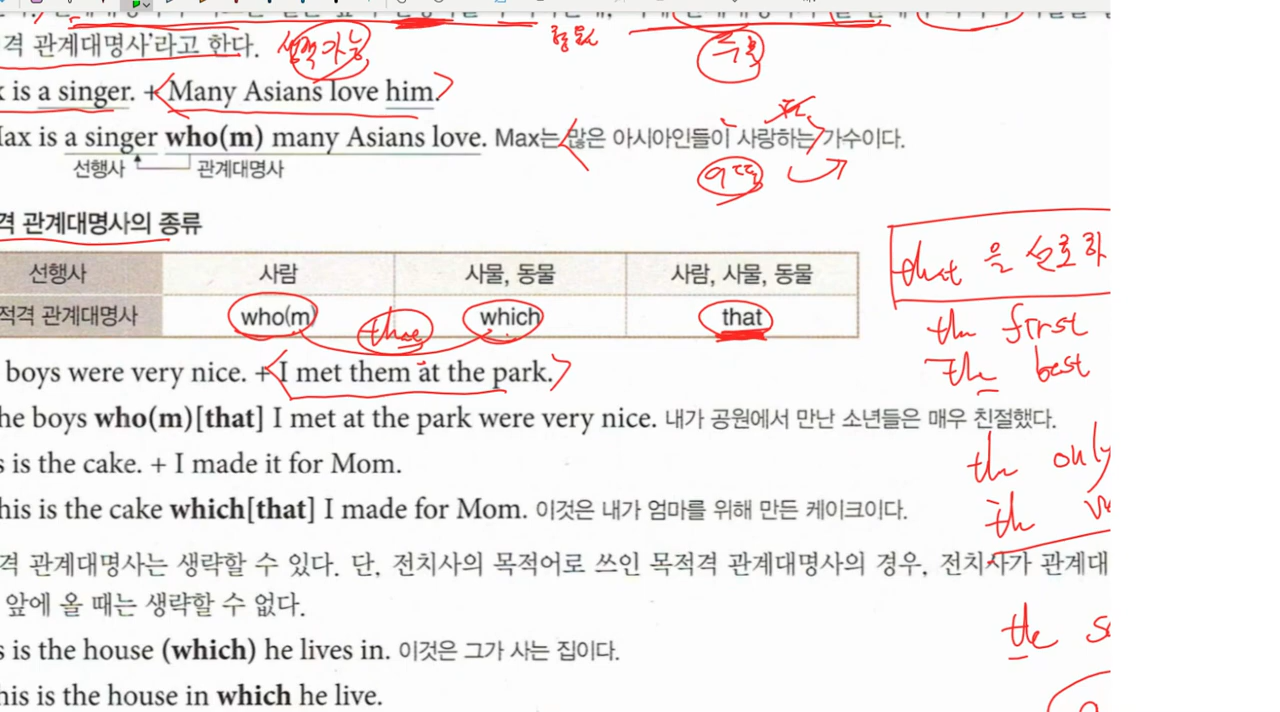 격 관계대명사'라고 한다. 생략가능
is a singer. + Many Asians love him.
Max is a singer who(m) many Asians love. Max는 많은 아시아인들이 사랑하는 가수이다.
선행사 관계대명사
격 관계대명사의 종류
선행사 사람 사물, 동물 사람, 사물, 동물
적격 관계대명사 who(m) which that
that
that 을 선호하
the first
The best
boys were very nice. + I met them at the park.
he boys who(m)[that] I met at the park were very nice. 내가 공원에서 만난 소년들은 매우 친절했다.
the only
s is the cake. + I made it for Mom.
his is the cake which[that] I made for Mom. 이것은 내가 엄마를 위해 만든 케이크이다.
the
격 관계대명사는 생략할 수 있다. 단, 전치사의 목적어로 쓰인 목적격 관계대명사의 경우, 전치사가 관계대
앞에 올 때는 생략할 수 없다.
the
s is the house (which) he lives in. 이것은 그가 사는 집이다.
his is the house in which he live.